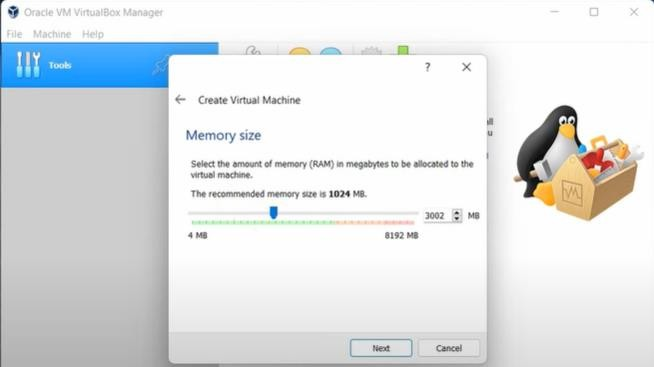 Oracle VM VirtualBox Manager
File Machine Help
Tools
?
Create Virtual Machine
Memory size
Select the amount of memory (RAM) in megabytes to be allocated to the
virtual machine.
The recommended memory size is 1024 MB.
3002 MB
4 MB 8192 MB
Next Cancel